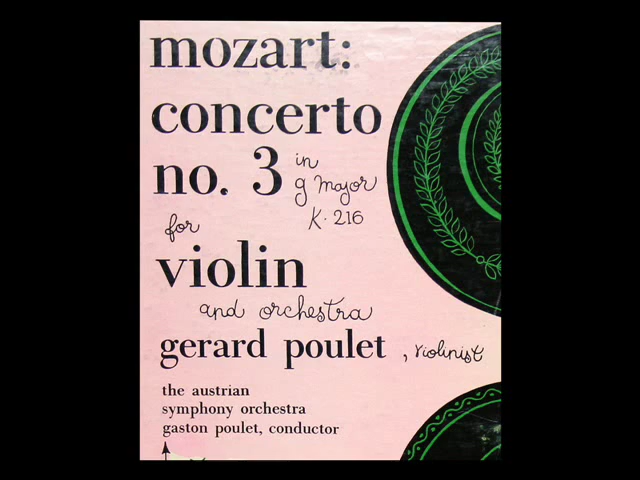 mozart:
concerto
no. 3 in
g major
K. 216
for
violin
and orchestra
gerard poulet , violinist
the austrian
symphony orchestra
gaston poulet, conductor